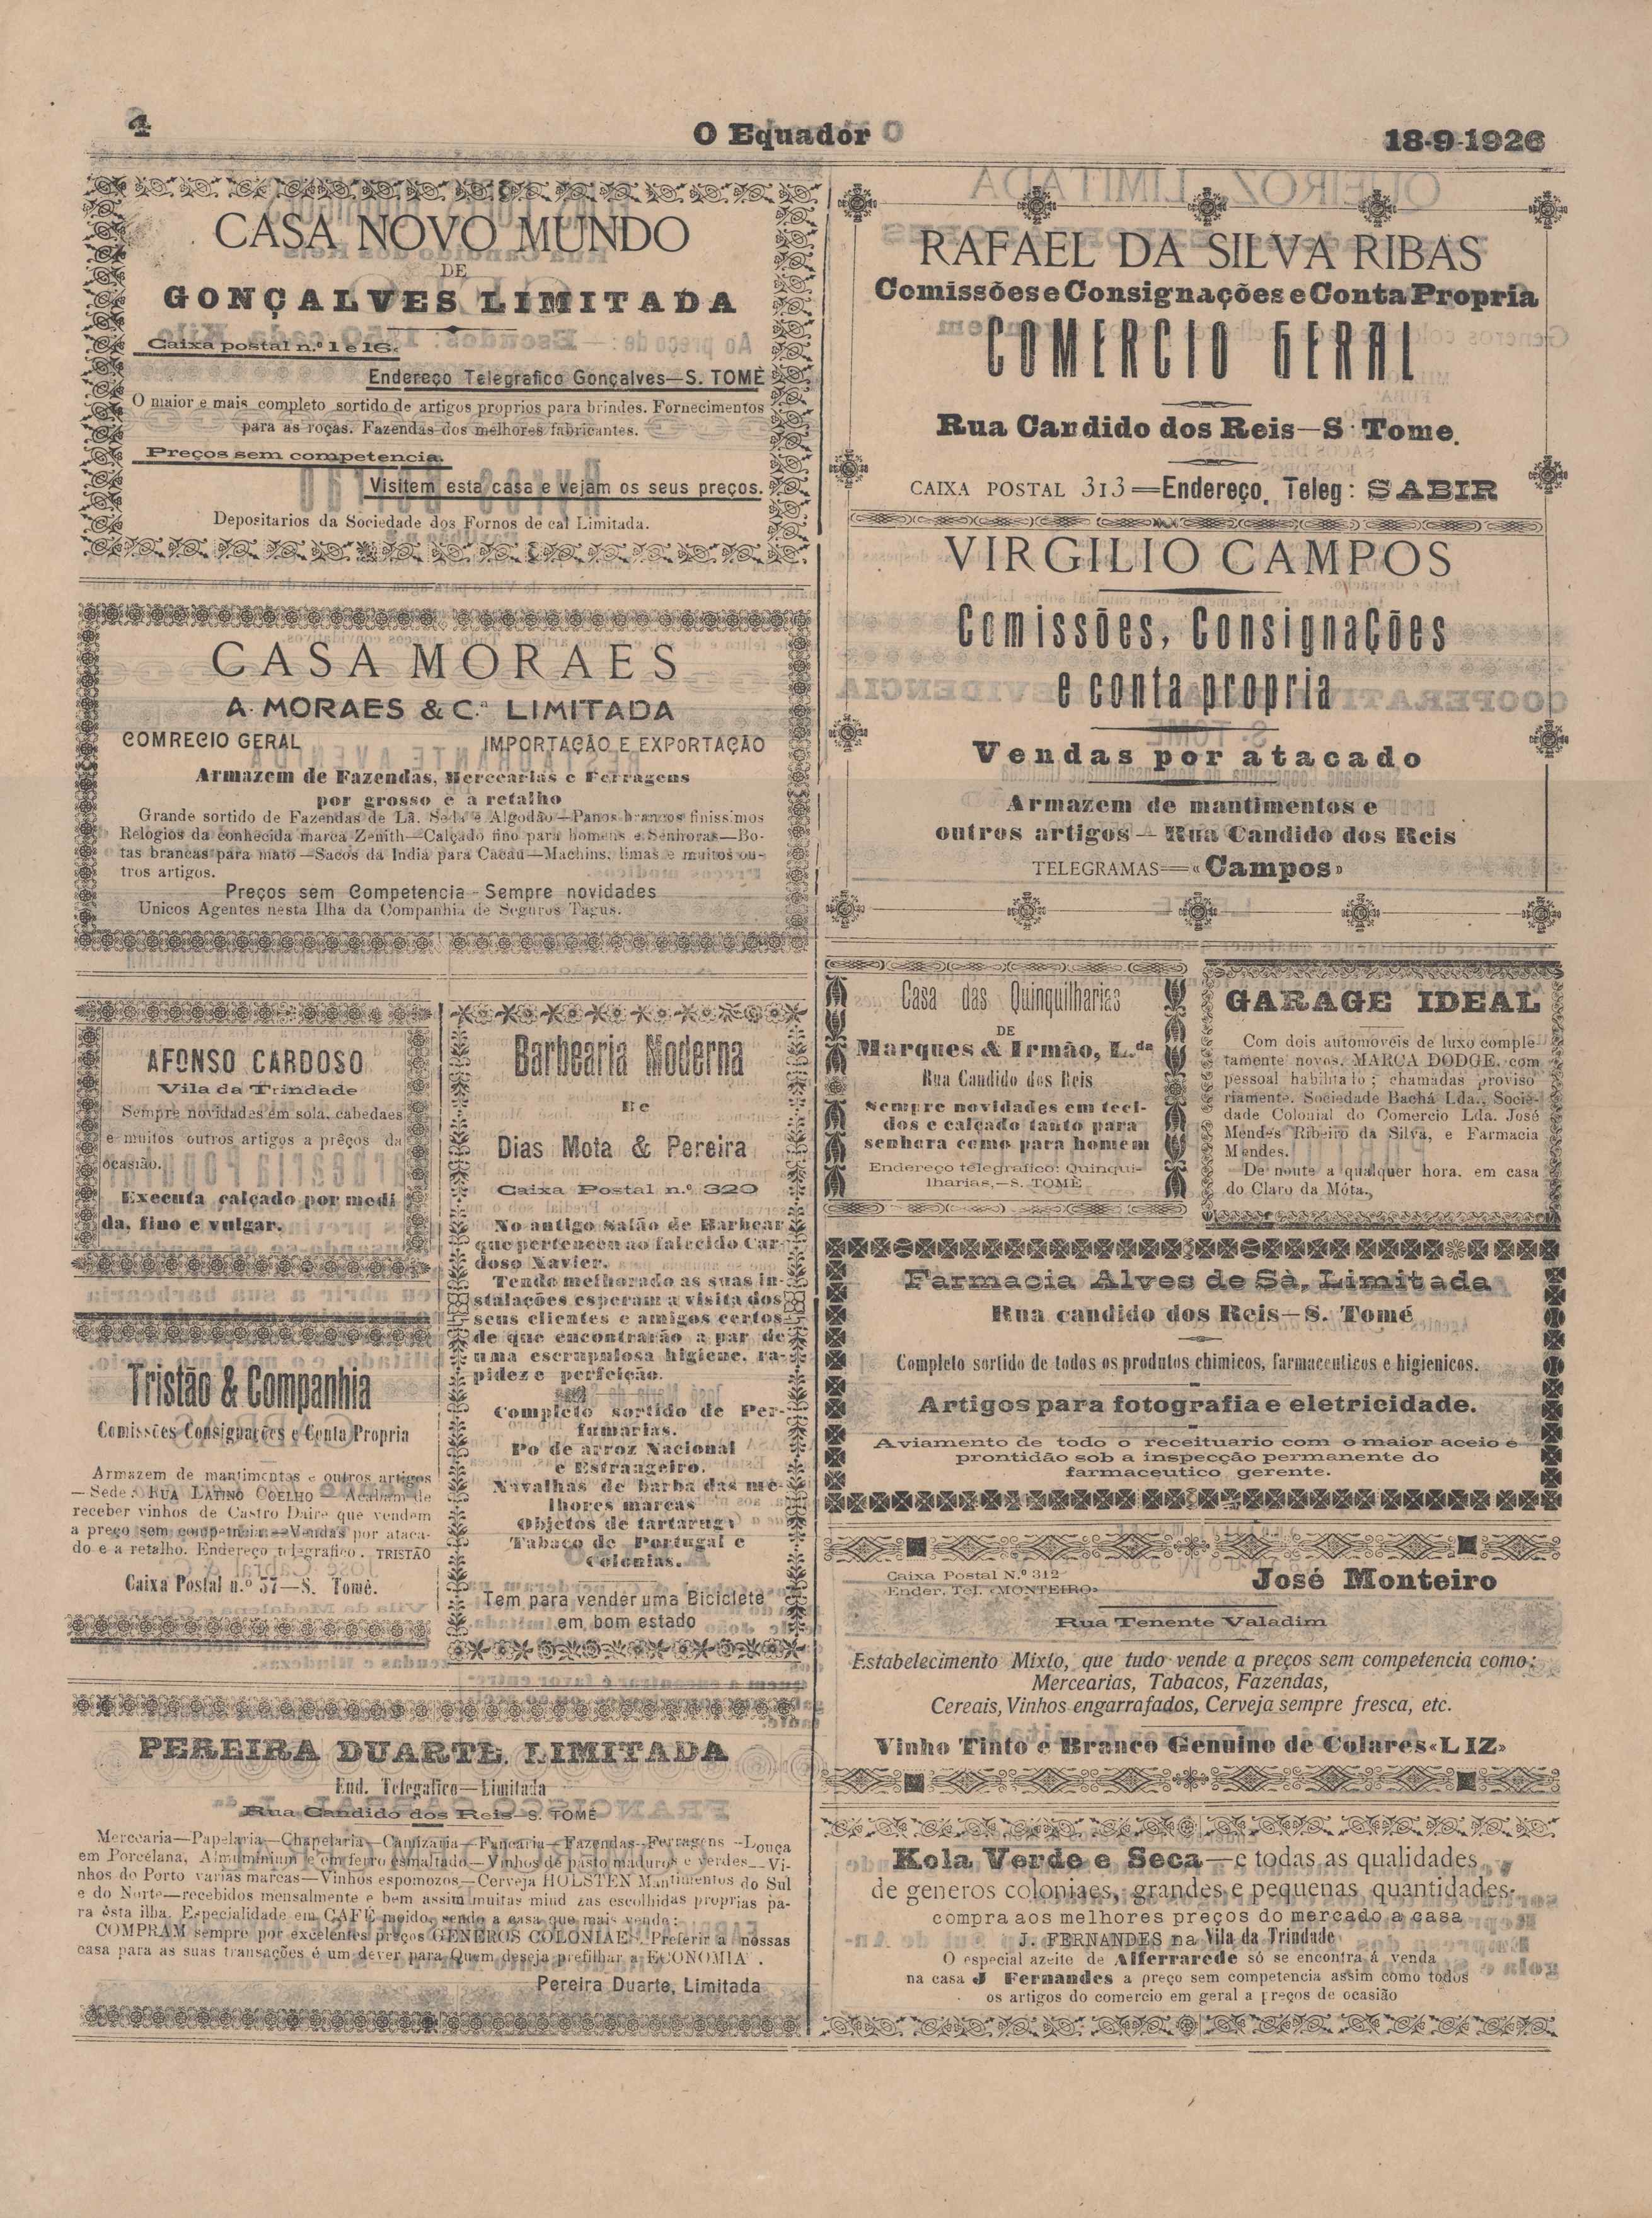 4
O Equador
18-9-1926
CASA NOVO MUNDO
DE
GONÇALVES LIMITADA
Caixa postal n.º 1 e 16.
Endereço Telegrafico Gonçalves—S. TOMÈ
O maior e mais completo sortido de artigos proprios para brindes. Fornecimentos
para as roças. Fazendas dos melhores fabricantes.
Preços sem competencia.
Visitem esta casa e vejam os seus preços.
Depositarios da Sociedade dos Fornos de cal Limitada.
CASA MORAES
A. MORAES & C.ª LIMITADA
COMRECIO GERAL IMPORTAÇÃO E EXPORTAÇÃO
Armazem de Fazendas, Mercearias e Ferragens
por grosso e a retalho
Grande sortido de Fazendas de Lã. Seda e Algodão—Panos brancos finissimos
Relogios da conhecida marca Zenith—Calçado fino para homens e Senhoras—Bo-
tas brancas para mato—Sacos da India para Cacau—Machins, limas e muitos ou-
tros artigos.
Preços sem Competencia - Sempre novidades
Unicos Agentes nesta Ilha da Companhia de Seguros Tagus.
AFONSO CARDOSO
Vila da Trindade
Sempre novidades em sola, cabedaes
e muitos outros artigos a prêços da
ocasião.
Executa calçado por medi
da, fino e vulgar.
Tristão & Companhia
Comissões Consignações e Conta Propria
Armazem de mantimentos e outros artigos
—Sede: RUA LATINO COELHO — Acabam de
receber vinhos de Castro Daire que vendem
a preço sem competencia.—Vendas por ataca-
do e a retalho. Endereço telegrafico. TRISTÃO
Caixa Postal n.º 57—S. Tomé.
Barbearia Moderna
De
Dias Mota & Pereira
Caixa Postal n.º 320
No antigo Salão de Barbear
que pertenceu ao falecido Car-
doso Xavier.
Tendo melhorado as suas in-
stalações esperam a visita dos
seus clientes e amigos certos
de que encontrarão a par de
uma escrupulosa higiene, ra-
pidez e perfeição.
Completo sortido de Per-
fumarias.
Po de arroz Nacional
e Estrangeiro.
Navalhas de barba das me-
lhores marcas
Objetos de tartaruga
Tabaco de Portugal e
Colonias.
Tem para vender uma Biciclete
em bom estado
PEREIRA DUARTE, LIMITADA
End. Telegafico—Limitada
Rua Candido dos Reis—S. TOMÉ
Mercearia—Papelaria—Chapelaria—Camizaria—Fancaria—Fazendas—Ferragens—Louça
em Porcelana, Almuminium e em ferro esmaltado—Vinhos de pasto maduros e verdes—Vi-
nhos do Porto varias marcas—Vinhos espomozos—Cerveja HOLSTEN Mantimentos do Sul
e do Norte—recebidos mensalmente e bem assim muitas miud zas escolhidas proprias pa-
ra ésta ilha. Especialidade em CAFÉ moido, sendo a casa que mais vende;
COMPRAM sempre por excelentes preços GENEROS COLONIAES. Preferir a nossas
casa para as suas transações é um dever para Quem deseja prefilhar a ECONOMIA.
Pereira Duarte, Limitada
RAFAEL DA SILVA RIBAS
Comissões e Consignações e Conta Propria
COMERCIO GERAL
Rua Candido dos Reis—S. Tome.
CAIXA POSTAL 313=Endereço, Teleg: SABIR
VIRGILIO CAMPOS
Comissões, Consignações
e conta propria
Vendas por atacado
Armazem de mantimentos e
outros artigos — Rua Candido dos Reis
TELEGRAMAS=«Campos»
Casa das Quinquilharias
DE
Marques & Irmão, L.da
Rua Candido dos Reis
Sempre novidades em teci-
dos e calçado tanto para
senhora como para homem
Endereço telegrafico: Quinqui-
lharias,—S. TOMÈ
GARAGE IDEAL
Com dois automoveis de luxo comple-
tamente novos, MARCA DODGE, com
pessoal habilitado; chamadas proviso
riamente. Sociedade Bachá Lda., Socie-
dade Colonial do Comercio Lda. José
Mendes Ribeiro da Silva, e Farmacia
Mendes.
De noute a qualquer hora, em casa
do Claro da Móta.
Farmacia Alves de Sà, Limitada
Rua candido dos Reis—S. Tomé
Completo sortido de todos os produtos chimicos, farmaceuticos e higienicos.
Artigos para fotografia e eletricidade.
Aviamento de todo o receituario com o maior aceio e
prontidão sob a inspecção permanente do
farmaceutico gerente.
Caixa Postal N.º 312
Ender. Tel. «MONTEIRO»
José Monteiro
Rua Tenente Valadim
Estabelecimento Mixto, que tudo vende a preços sem competencia como:
Mercearias, Tabacos, Fazendas,
Cereais, Vinhos engarrafados, Cerveja sempre fresca, etc.
Vinho Tinto e Branco Genuino de Colares «LIZ»
Kola Verde e Seca—e todas as qualidades
de generos coloniaes, grandes e pequenas quantidades
compra aos melhores preços do mercado a casa
J. FERNANDES na Vila da Trindade
O especial azeite de Alferrarede só se encontra á venda
na casa J Fernandes a preço sem competencia assim como todos
os artigos do comercio em geral a preços de ocasião